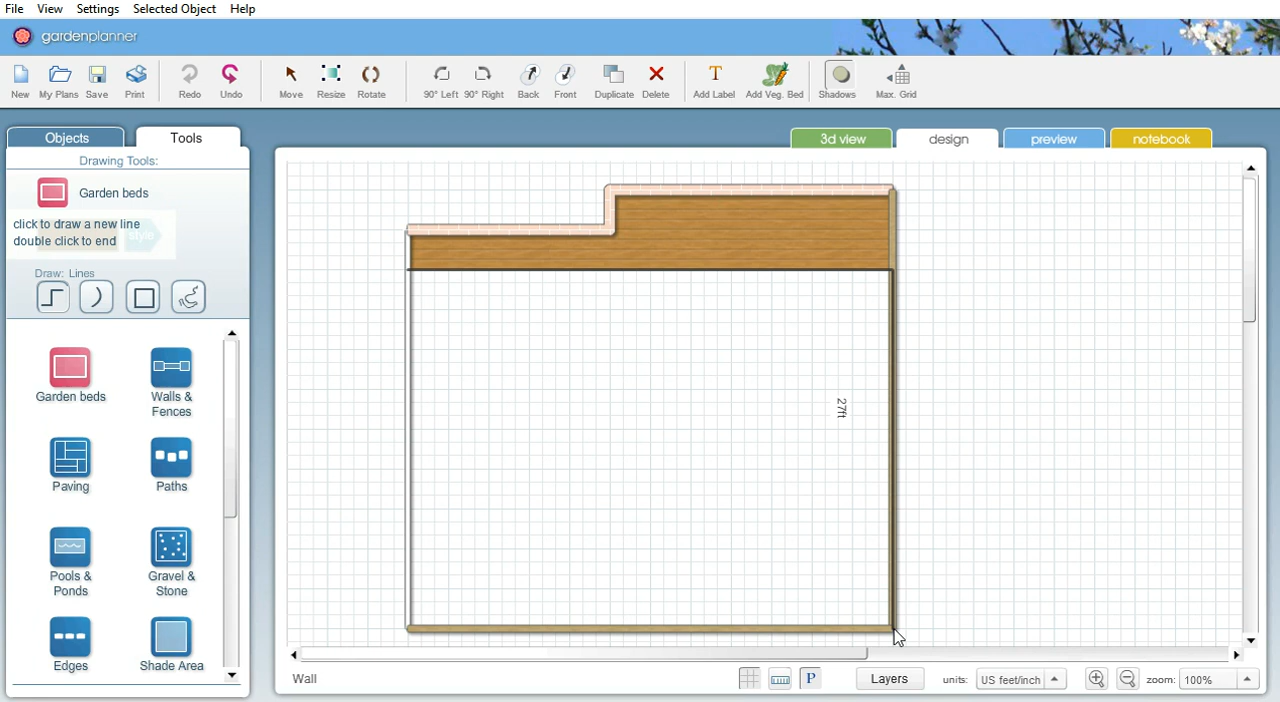 File View Settings Selected Object Help
gardenplanner
New My Plans Save Print Redo Undo Move Resize Rotate 90° Left 90° Right Back Front Duplicate Delete Add Label Add Veg. Bed Shadows Max. Grid
Objects Tools 3d view design preview notebook
Drawing Tools:
Garden beds
click to draw a new line
double click to end
style
Draw: Lines
Garden beds Walls &
Fences
Paving Paths
Pools &
Ponds
Gravel &
Stone
Edges Shade Area
27ft
Wall P Layers units: US feet/inch zoom: 100%